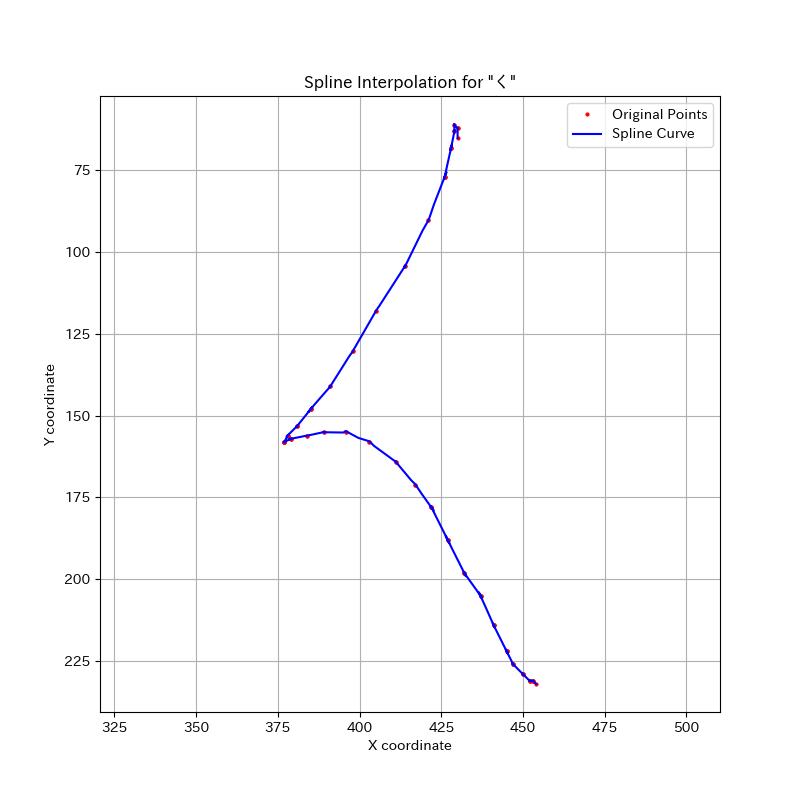 Spline Interpolation for "く"
Original Points
Spline Curve
75
100
125
150
175
200
225
325 350 375 400 425 450 475 500
X coordinate
Y coordinate